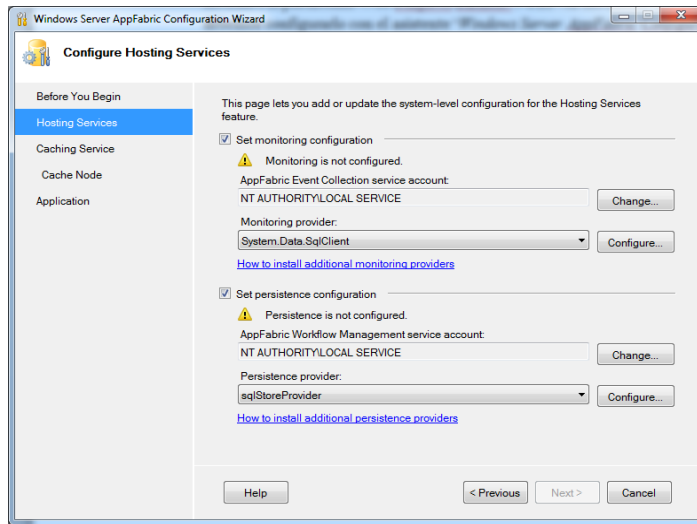 Windows Server AppFabric Configuration Wizard
Configure Hosting Services
Before You Begin
Hosting Services
Caching Service
Cache Node
Application
This page lets you add or update the system-level configuration for the Hosting Services
feature.
Set monitoring configuration
Monitoring is not configured.
AppFabric Event Collection service account:
NT AUTHORITY\LOCAL SERVICE
Change...
Monitoring provider:
System.Data.SqlClient
Configure...
How to install additional monitoring providers
Set persistence configuration
Persistence is not configured.
AppFabric Workflow Management service account:
NT AUTHORITY\LOCAL SERVICE
Change...
Persistence provider:
sqlStoreProvider
Configure...
How to install additional persistence providers
Help
< Previous
Next >
Cancel